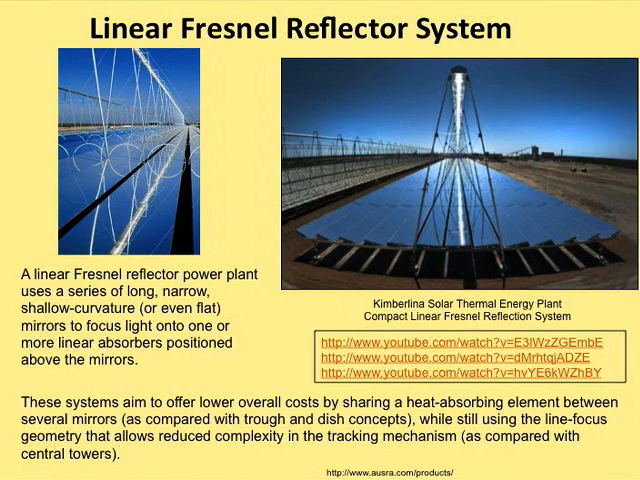 Linear Fresnel Reflector System
A linear Fresnel reflector power plant
uses a series of long, narrow,
shallow-curvature (or even flat)
mirrors to focus light onto one or
more linear absorbers positioned
above the mirrors.
Kimberlina Solar Thermal Energy Plant
Compact Linear Fresnel Reflection System
http://www.youtube.com/watch?v=E3lWzZGEmbE
http://www.youtube.com/watch?v=dMrhtqjADZE
http://www.youtube.com/watch?v=hvYE6kWZhBY
These systems aim to offer lower overall costs by sharing a heat-absorbing element between
several mirrors (as compared with trough and dish concepts), while still using the line-focus
geometry that allows reduced complexity in the tracking mechanism (as compared with
central towers).
http://www.ausra.com/products/